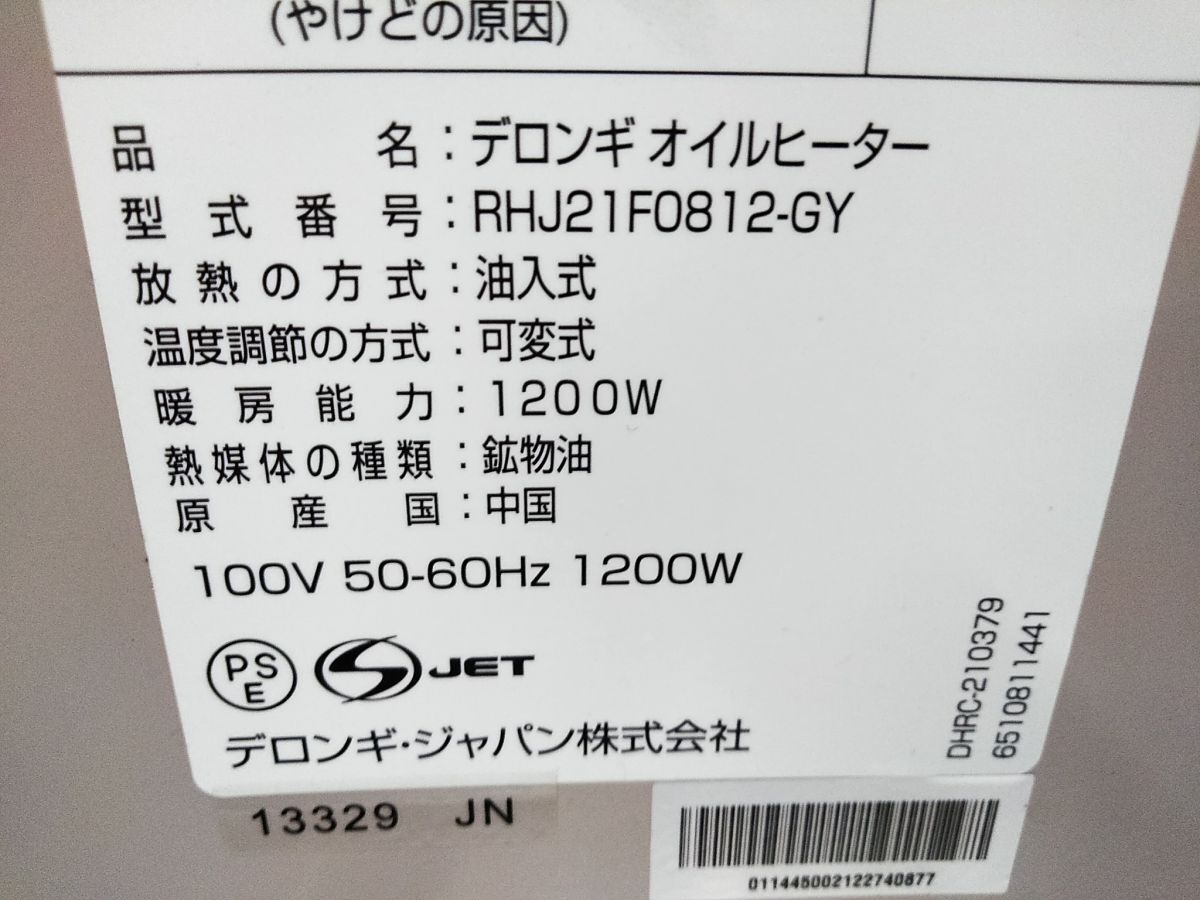 (やけどの原因)
品名：デロンギ オイルヒーター
型式番号：RHJ21F0812-GY
放熱の方式：油入式
温度調節の方式：可変式
暖房能力：1200W
熱媒体の種類：鉱物油
原産国：中国
100V 50-60Hz 1200W
PSE JET
デロンギ・ジャパン株式会社
DHRC-210379
6510811441
13329 JN
011445002122740877